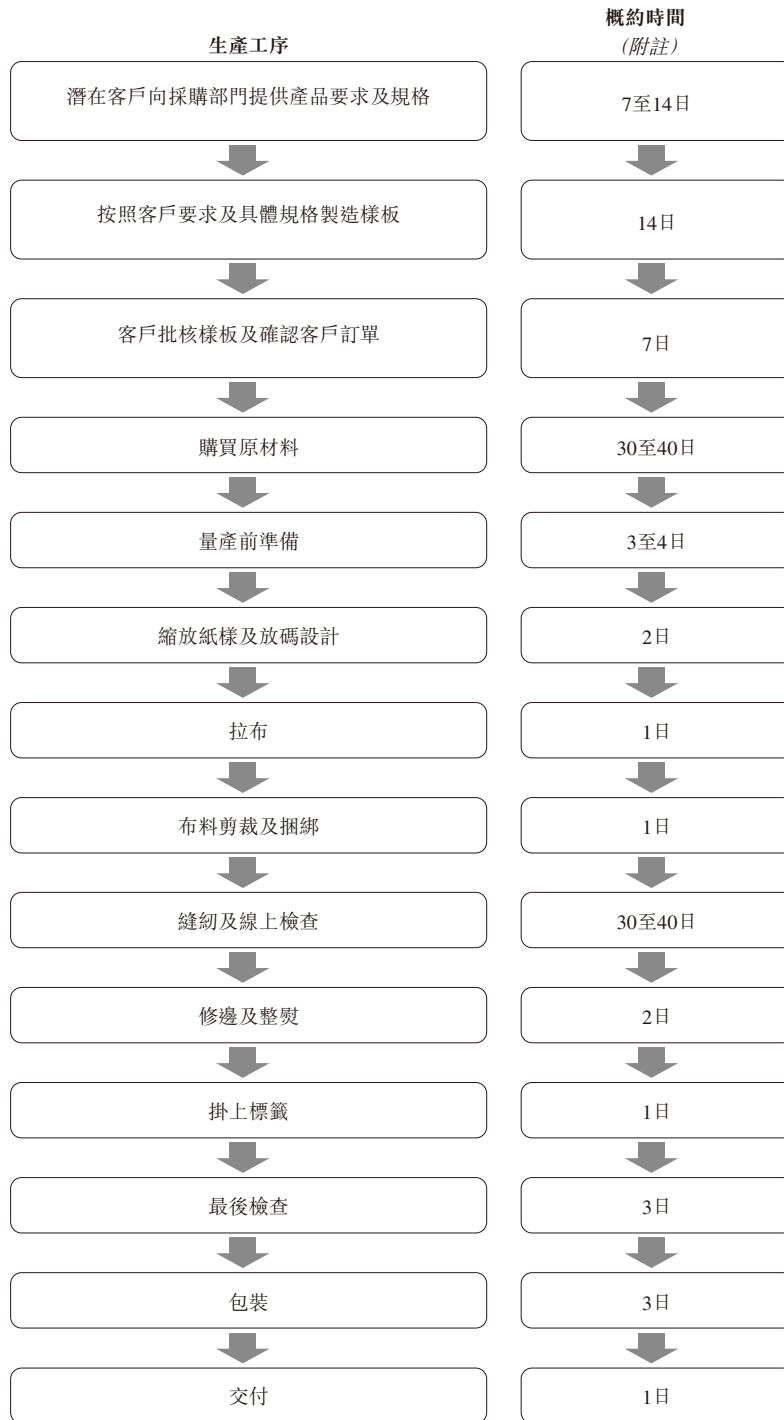 概約時間
生產工序
（附註）
潛在客戶向採購部門提供產品要求及規格
7至14日
按照客戶要求及具體規格製造樣板
14日
客戶批核樣板及確認客戶訂單
7日
購買原材料
30至40日
量產前準備
3至4日
縮放紙樣及放碼設計
2日
拉布
1日
布料剪裁及捆綁
1日
縫紉及線上檢查
30至40日
修邊及整熨
2日
掛上標籤
1日
最後檢查
3日
包裝
3日
交付
1日